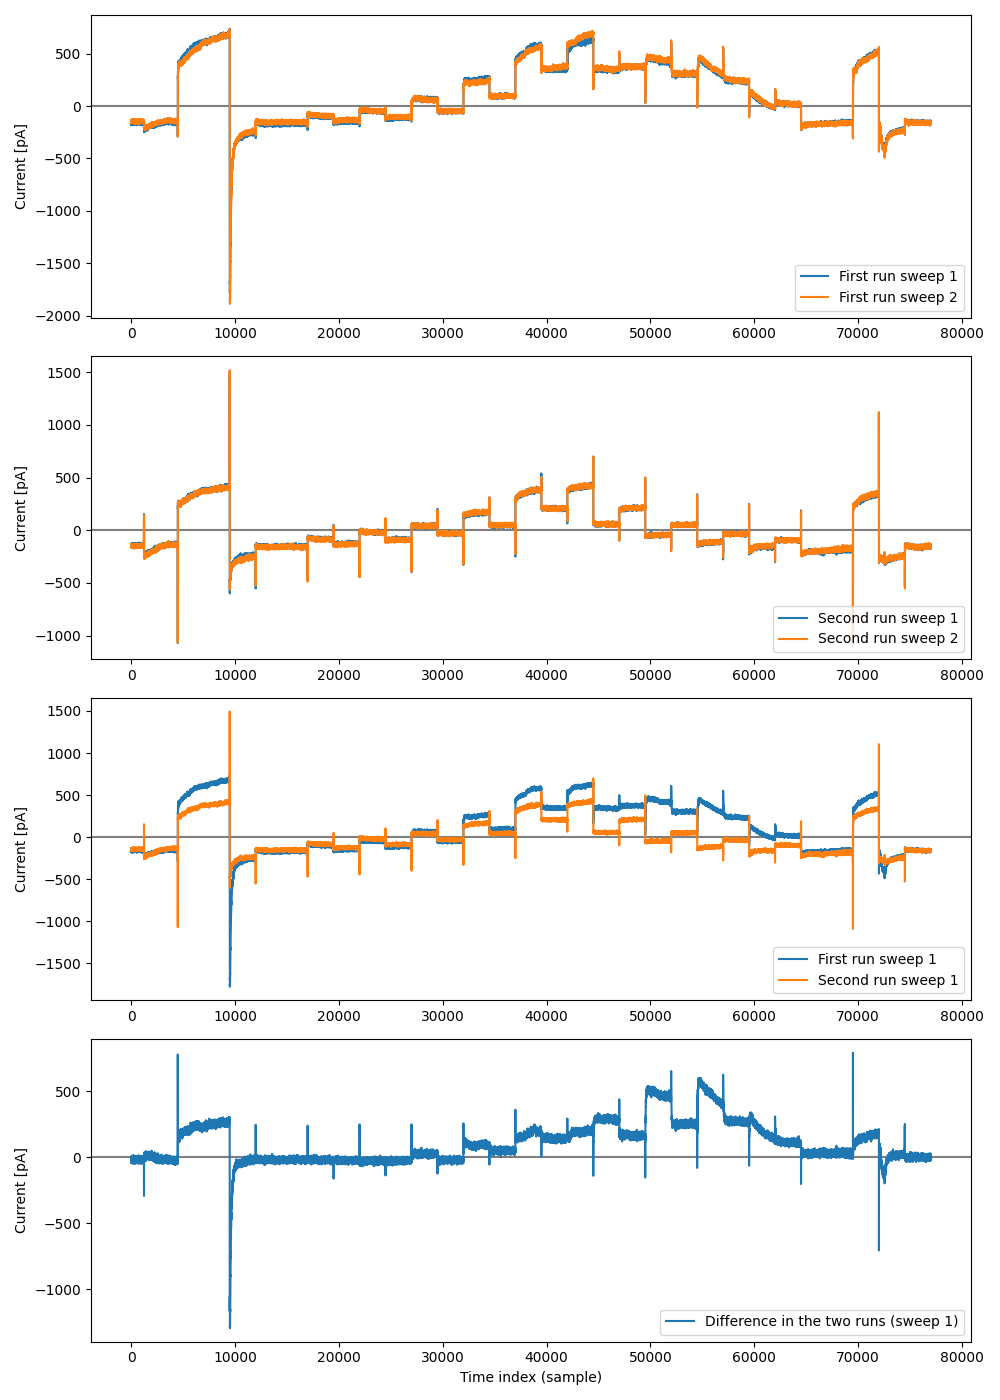 500
0
−500
−1000
−1500
−2000
Current [pA]
First run sweep 1
First run sweep 2
0 10000 20000 30000 40000 50000 60000 70000 80000
1500
1000
500
0
−500
−1000
Current [pA]
Second run sweep 1
Second run sweep 2
0 10000 20000 30000 40000 50000 60000 70000 80000
1500
1000
500
0
−500
−1000
−1500
Current [pA]
First run sweep 1
Second run sweep 1
0 10000 20000 30000 40000 50000 60000 70000 80000
500
0
−500
−1000
Current [pA]
Difference in the two runs (sweep 1)
0 10000 20000 30000 40000 50000 60000 70000 80000
Time index (sample)